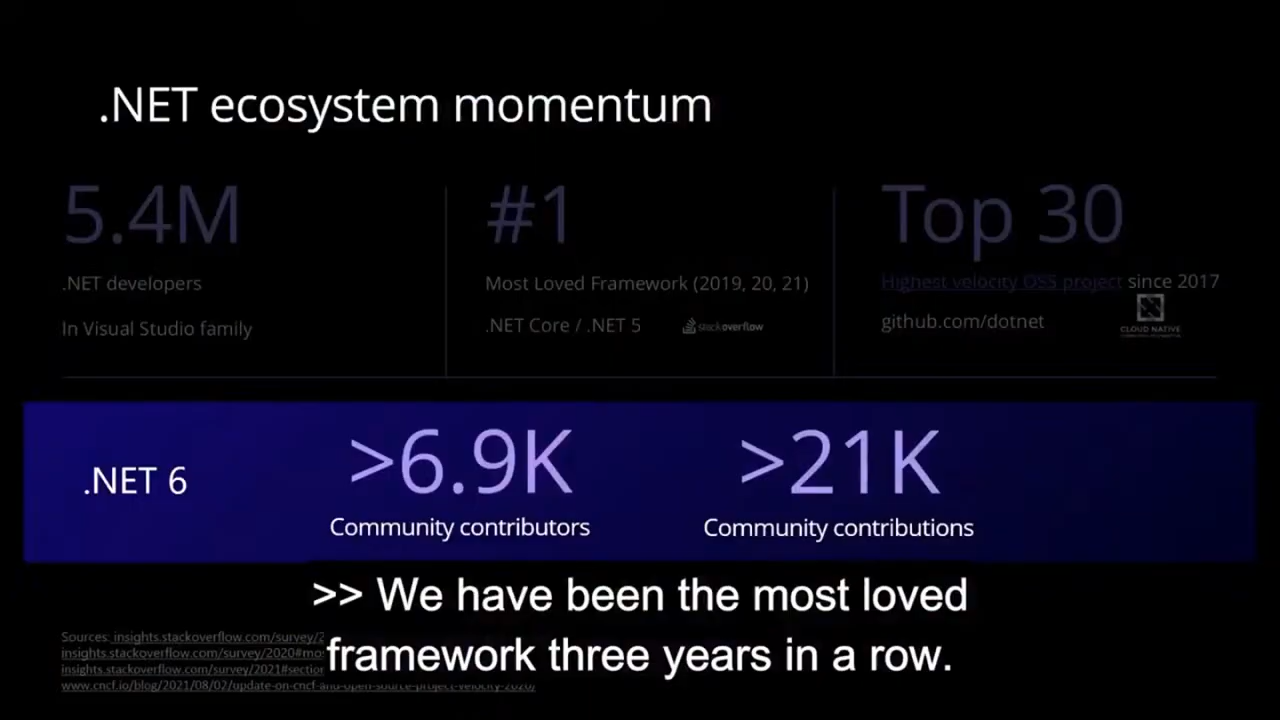 .NET ecosystem momentum
5.4M
.NET developers
In Visual Studio family
#1
Most Loved Framework (2019, 20, 21)
.NET Core / .NET 5
stackoverflow
Top 30
Highest velocity OSS project since 2017
github.com/dotnet
CLOUD NATIVE
.NET 6
>6.9K
Community contributors
>21K
Community contributions
>> We have been the most loved
framework three years in a row.
Sources: insights.stackoverflow.com/survey/2
insights.stackoverflow.com/survey/2020#mo
insights.stackoverflow.com/survey/2021#section
www.cncf.io/blog/2021/08/02/update-on-cncf-and-open-source-project-velocity-2020/